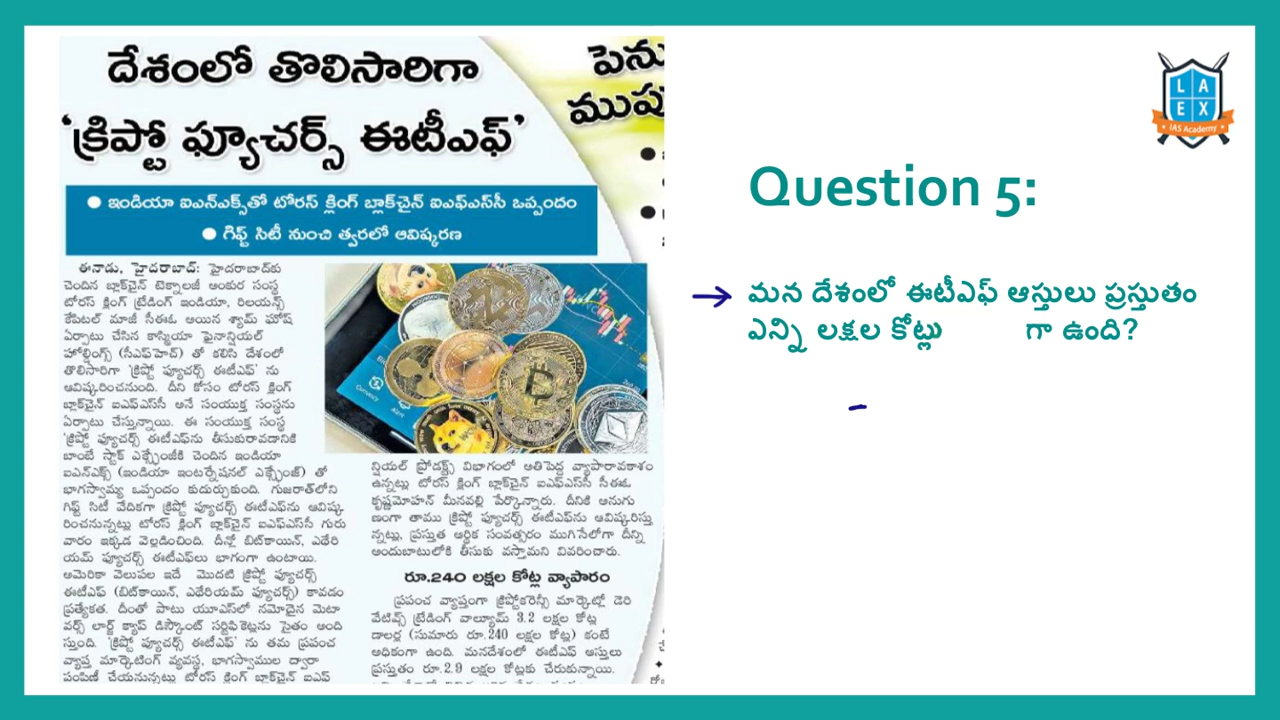 దేశంలో తొలిసారిగా
‘క్రిప్టో ఫ్యూచర్స్ ఈటీఎఫ్’
● ఇండియా ఐఎన్ఎక్స్‌తో టోరస్ క్లింగ్ బ్లాక్‌చైన్ ఐఎఫ్ఎస్‌సీ ఒప్పందం
● గిఫ్ట్ సిటీ నుంచి త్వరలో ఆవిష్కరణ
ఈనాడు, హైదరాబాద్: హైదరాబాద్‌కు
చెందిన బ్లాక్‌చైన్ టెక్నాలజీ అంకుర సంస్థ
టోరస్ క్లింగ్ ట్రేడింగ్ ఇండియా, రిలయన్స్
కేపిటల్ మాజీ సీఈఓ అయిన శ్యామ్ ఘోష్
ఏర్పాటు చేసిన కాస్మియా ఫైనాన్షియల్
హోల్డింగ్స్ (సీఎఫ్‌హెచ్) తో కలిసి దేశంలో
తొలిసారిగా ‘క్రిప్టో ఫ్యూచర్స్ ఈటీఎఫ్’ ను
ఆవిష్కరించనుంది. దీని కోసం టోరస్ క్లింగ్
బ్లాక్‌చైన్ ఐఎఫ్ఎస్‌సీ అనే సంయుక్త సంస్థను
ఏర్పాటు చేస్తున్నాయి. ఈ సంయుక్త సంస్థ
‘క్రిప్టో ఫ్యూచర్స్ ఈటీఎఫ్‌ను తీసుకురావడానికి
బాంబే స్టాక్ ఎక్స్ఛేంజీకి చెందిన ఇండియా
ఐఎన్ఎక్స్ (ఇండియా ఇంటర్నేషనల్ ఎక్స్ఛేంజ్) తో
భాగస్వామ్య ఒప్పందం కుదుర్చుకుంది. గుజరాత్‌లోని
గిఫ్ట్ సిటీ వేదికగా క్రిప్టో ఫ్యూచర్స్ ఈటీఎఫ్‌ను ఆవిష్క
రించనున్నట్లు టోరస్ క్లింగ్ బ్లాక్‌చైన్ ఐఎఫ్ఎస్‌సీ గురు
వారం ఇక్కడ వెల్లడించింది. దీన్లో బిట్‌కాయిన్, ఎథేరి
యమ్ ఫ్యూచర్స్ ఈటీఎఫ్‌లు భాగంగా ఉంటాయి.
అమెరికా వెలుపల ఇదే మొదటి క్రిప్టో ఫ్యూచర్స్
ఈటీఎఫ్ (బిట్‌కాయిన్, ఎథేరియమ్ ఫ్యూచర్స్) కావడం
ప్రత్యేకత. దీంతో పాటు యూఎస్‌లో నమోదైన మెటా
వర్స్ లార్జ్ క్యాప్ డిస్కౌంట్ సర్టిఫికెట్లను సైతం అంది
స్తుంది. ‘క్రిప్టో ఫ్యూచర్స్ ఈటీఎఫ్’ ను తమ ప్రపంచ
వ్యాప్త మార్కెటింగ్ వ్యవస్థ, భాగస్వాముల ద్వారా
పంపిణీ చేయనున్నట్లు టోరస్ క్లింగ్ బ్లాక్‌చైన్ ఐఎఫ్
న్షియల్ ప్రోడక్ట్స్ విభాగంలో అతిపెద్ద వ్యాపారావకాశం
ఉన్నట్లు టోరస్ క్లింగ్ బ్లాక్‌చైన్ ఐఎఫ్ఎస్‌సీ సీఈఓ
కృష్ణమోహన్ మీనవల్లి పేర్కొన్నారు. దీనికి అనుగు
ణంగా తాము క్రిప్టో ఫ్యూచర్స్ ఈటీఎఫ్‌ను ఆవిష్కరిస్తు
న్నట్లు, ప్రస్తుత ఆర్థిక సంవత్సరం ముగిసేలోగా దీన్ని
అందుబాటులోకి తీసుకు వస్తామని వివరించారు.
రూ.240 లక్షల కోట్ల వ్యాపారం
ప్రపంచ వ్యాప్తంగా క్రిప్టోకరెన్సీ మార్కెట్లో డెరి
వేటివ్స్ ట్రేడింగ్ వాల్యూమ్ 3.2 లక్షల కోట్ల
డాలర్ల (సుమారు రూ.240 లక్షల కోట్ల) కంటే
అధికంగా ఉంది. మనదేశంలో ఈటీఎఫ్ ఆస్తులు
ప్రస్తుతం రూ.2.9 లక్షల కోట్లకు చేరుకున్నాయి.
L A
E X
IAS Academy
Question 5:
మన దేశంలో ఈటీఎఫ్ ఆస్తులు ప్రస్తుతం
ఎన్ని లక్షల కోట్లు గా ఉంది?